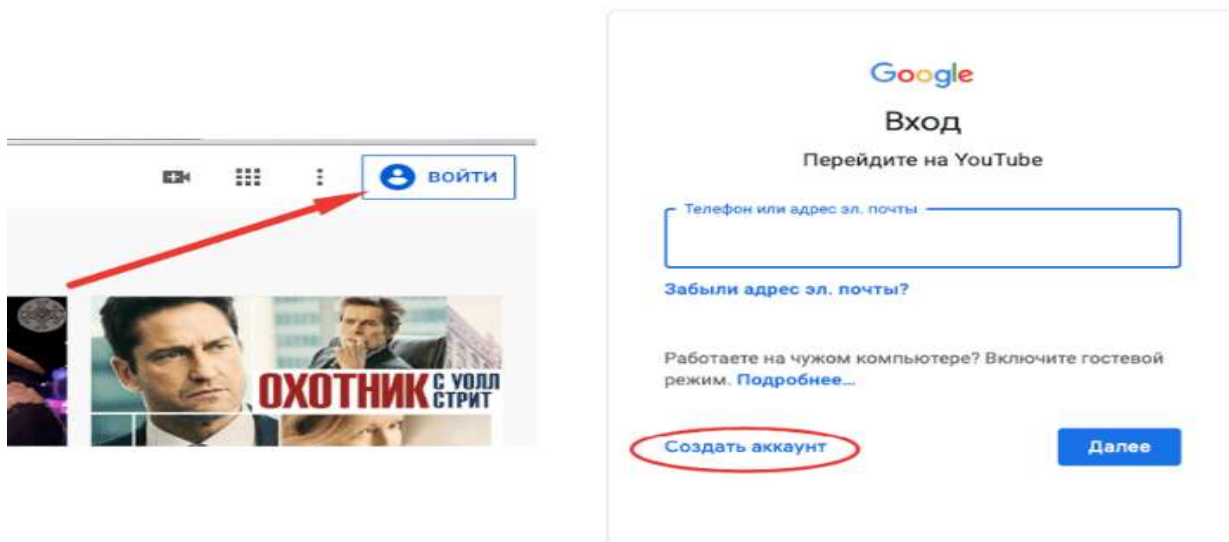 ВОЙТИ
ОХОТНИК С УОЛЛ
СТРИТ
Google
Вход
Перейдите на YouTube
Телефон или адрес эл. почты
Забыли адрес эл. почты?
Работаете на чужом компьютере? Включите гостевой
режим. Подробнее...
Создать аккаунт
Далее